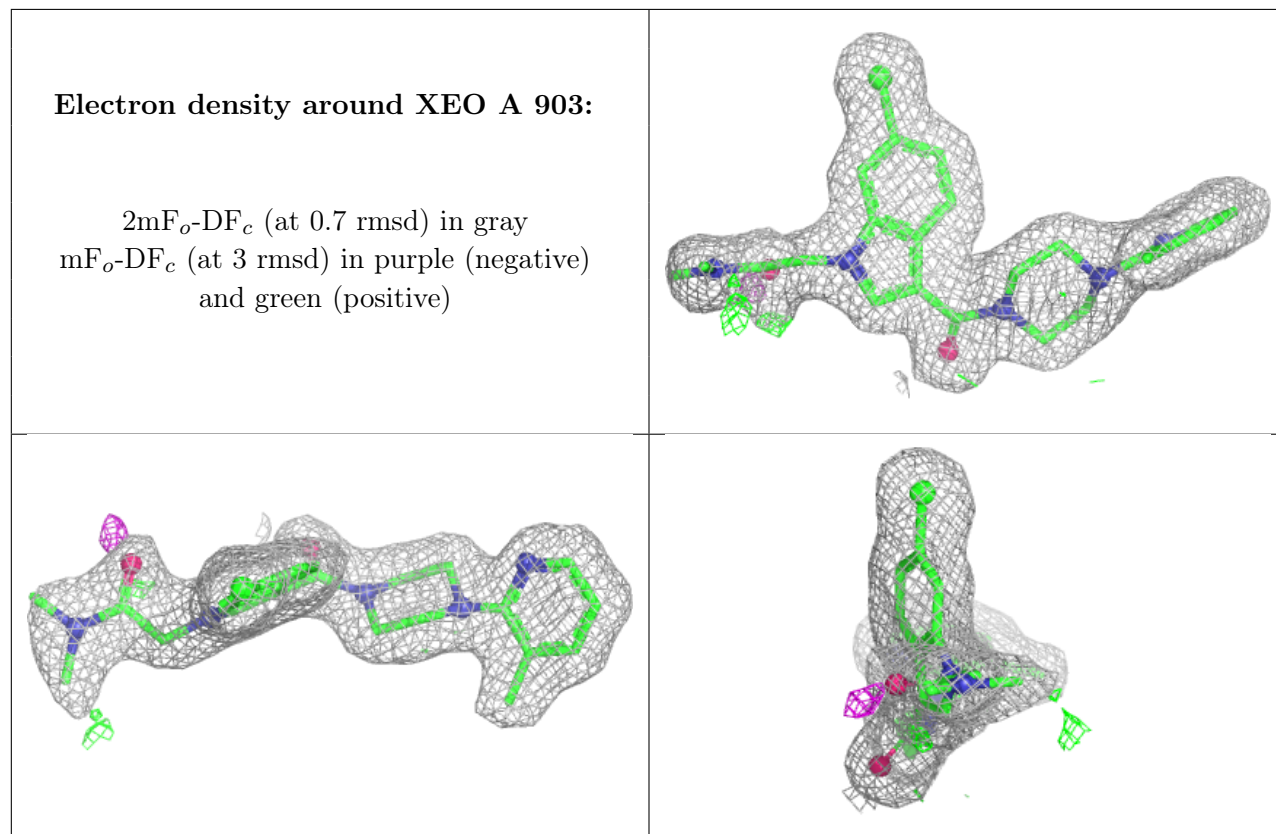 Electron density around XEO A 903:
2mFo-DFc (at 0.7 rmsd) in gray
mFo-DFc (at 3 rmsd) in purple (negative)
and green (positive)